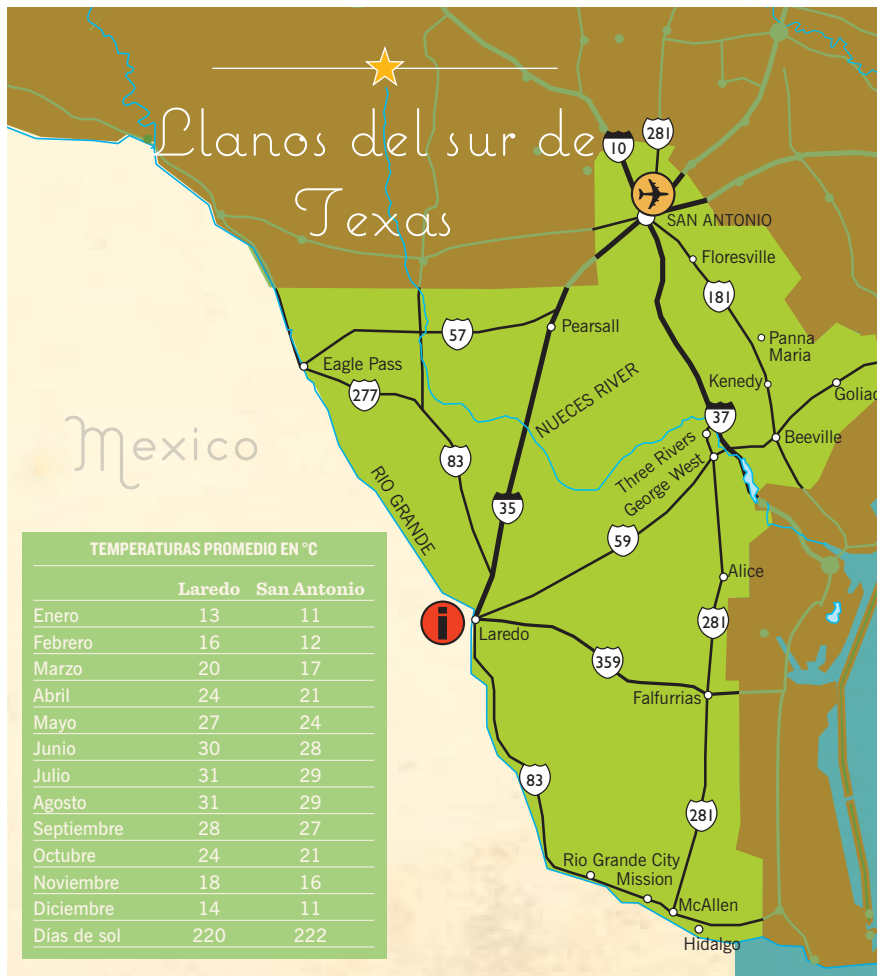 Llanos del sur de
Texas
10
281
SAN ANTONIO
Floresville
181
57
Pearsall
Panna
Maria
Eagle Pass
277
NUECES RIVER
Kenedy
Goliad
37
Mexico
83
Three Rivers
George West
Beeville
RIO GRANDE
35
59
Alice
i
Laredo
281
359
Falfurrias
83
281
Rio Grande City
Mission
McAllen
Hidalgo
TEMPERATURAS PROMEDIO EN °C
Laredo San Antonio
Enero 13 11
Febrero 16 12
Marzo 20 17
Abril 24 21
Mayo 27 24
Junio 30 28
Julio 31 29
Agosto 31 29
Septiembre 28 27
Octubre 24 21
Noviembre 18 16
Diciembre 14 11
Días de sol 220 222